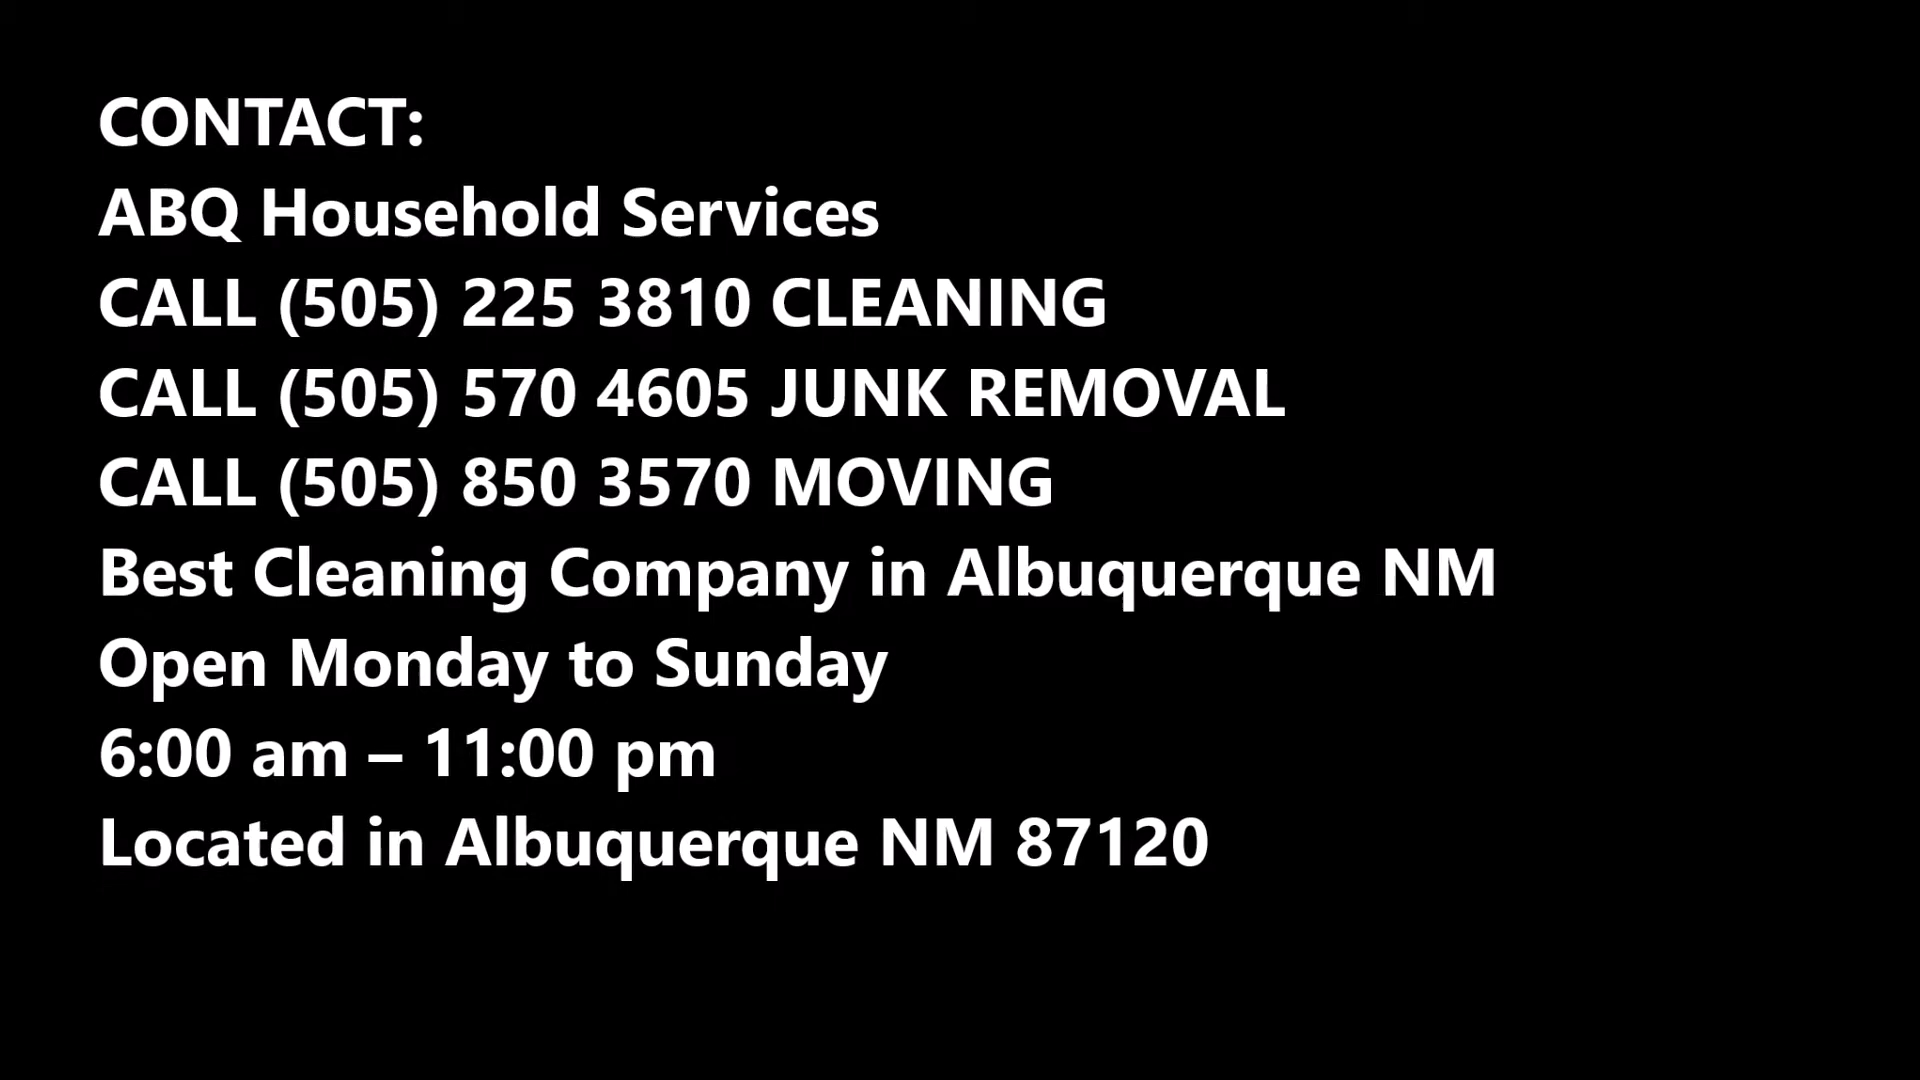 CONTACT:
ABQ Household Services
CALL (505) 225 3810 CLEANING
CALL (505) 570 4605 JUNK REMOVAL
CALL (505) 850 3570 MOVING
Best Cleaning Company in Albuquerque NM
Open Monday to Sunday
6:00 am – 11:00 pm
Located in Albuquerque NM 87120